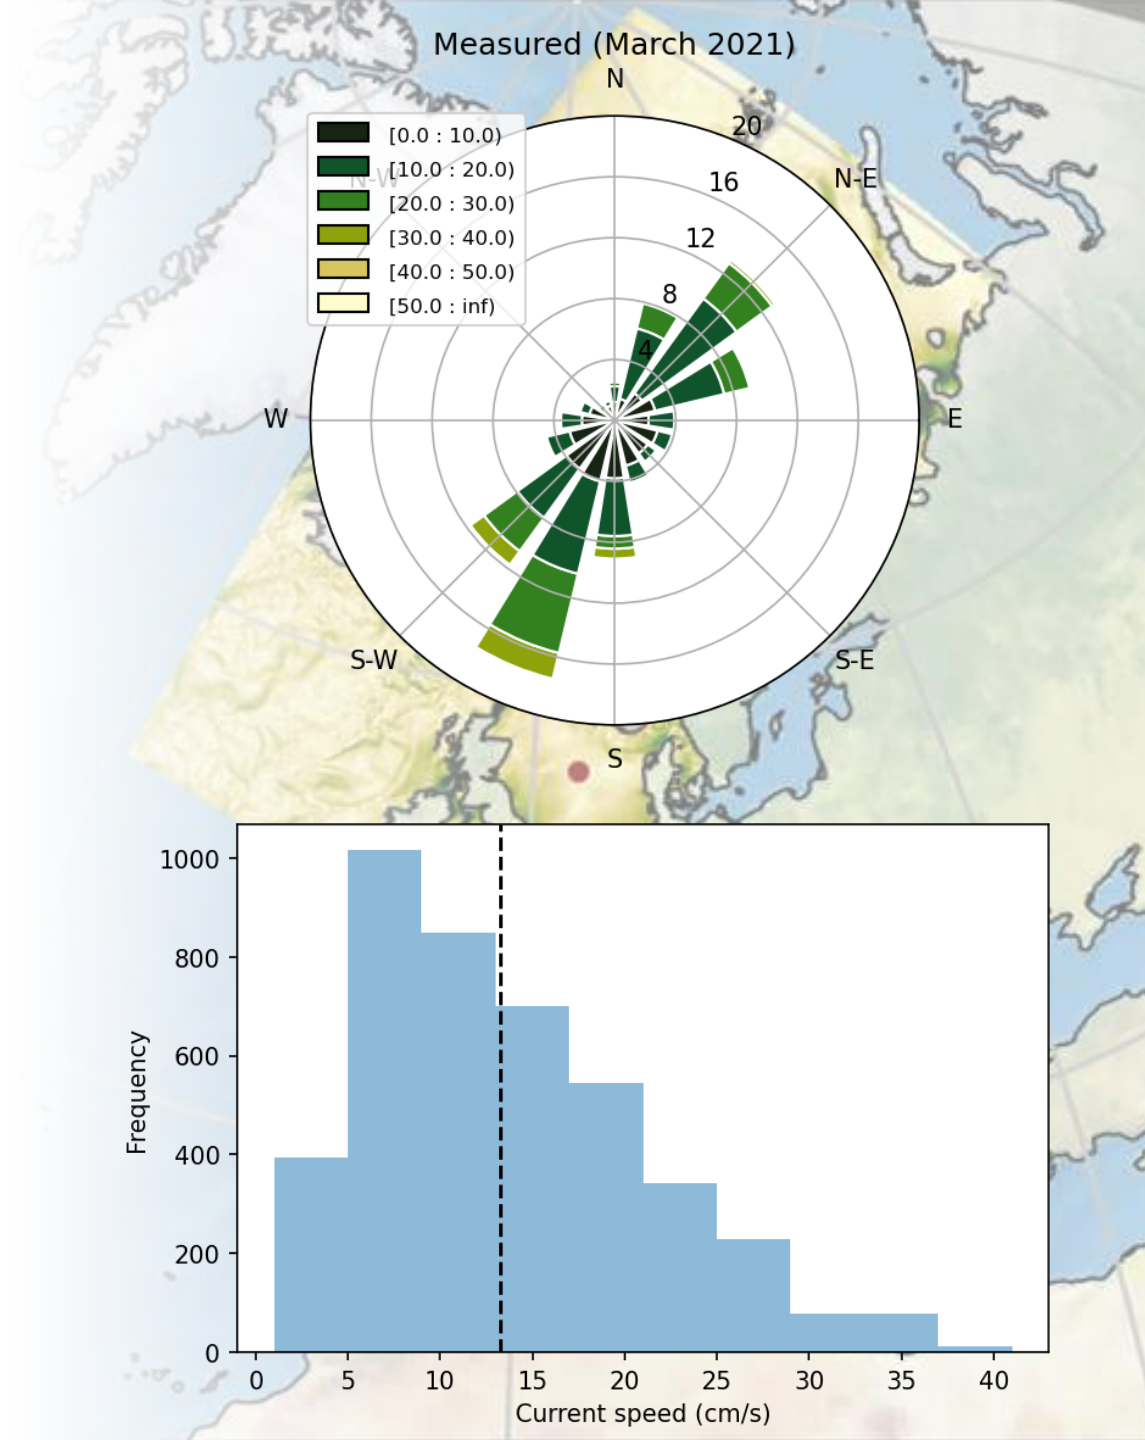 Measured (March 2021)
N
20
[0.0 : 10.0)
[10.0 : 20.0)
N-W
N-E
16
[20.0 : 30.0)
[30.0 : 40.0)
12
[40.0 : 50.0)
8
[50.0 : inf)
4
W
E
S-W
S-E
S
1000
800
600
400
200
0
Frequency
0 5 10 15 20 25 30 35 40
Current speed (cm/s)